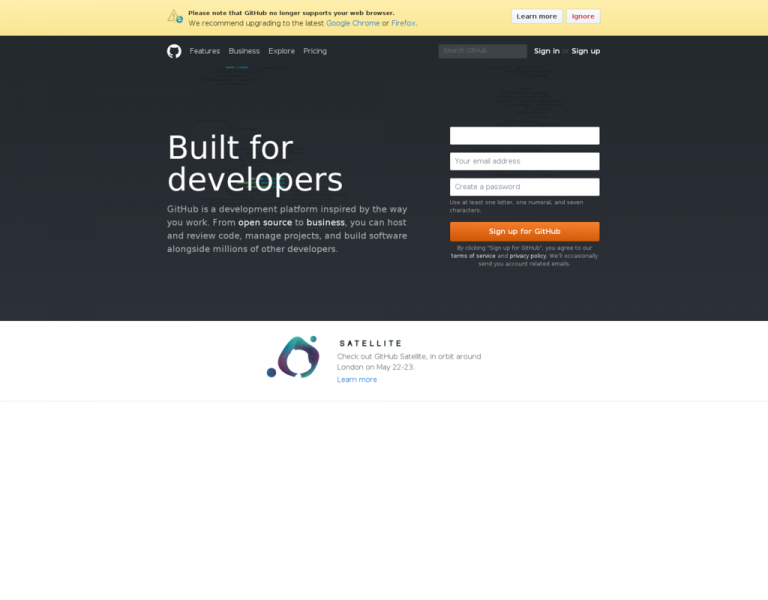 Please note that GitHub no longer supports your web browser.
We recommend upgrading to the latest Google Chrome or Firefox.
Learn more
Ignore
Features Business Explore Pricing
Search GitHub
Sign in or Sign up
Built for
developers
GitHub is a development platform inspired by the way
you work. From open source to business, you can host
and review code, manage projects, and build software
alongside millions of other developers.
Your email address
Create a password
Use at least one letter, one numeral, and seven
characters.
Sign up for GitHub
By clicking "Sign up for GitHub", you agree to our
terms of service and privacy policy. We'll occasionally
send you account related emails.
SATELLITE
Check out GitHub Satellite, in orbit around
London on May 22-23.
Learn more